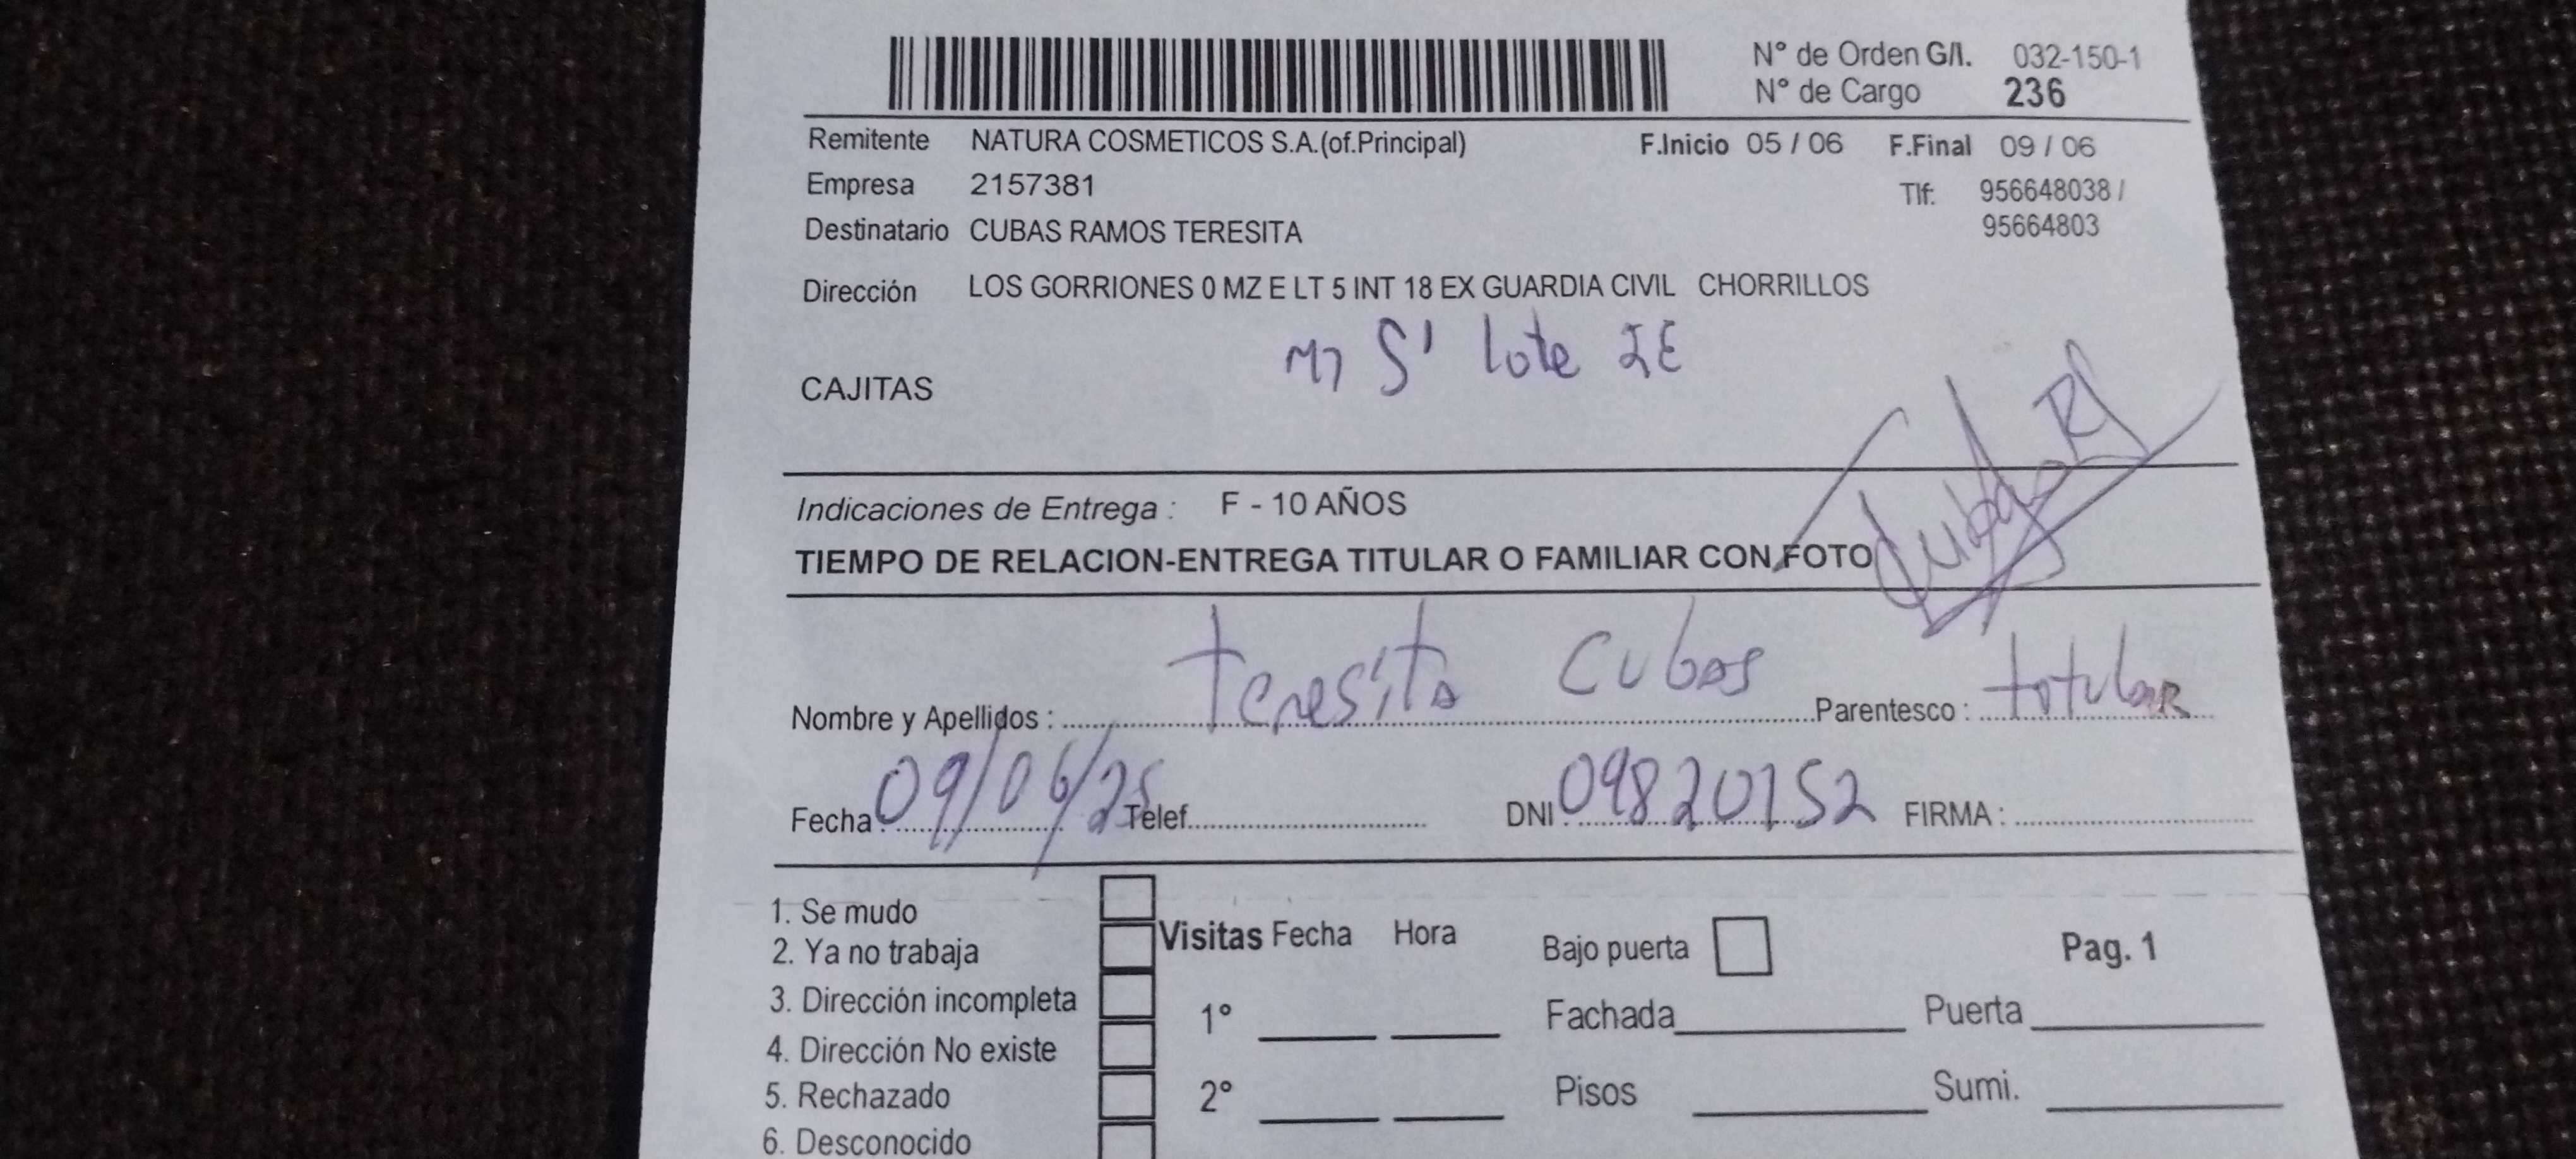 N° de Orden G/I. 032-150-1
N° de Cargo 236
Remitente NATURA COSMETICOS S.A.(of.Principal) F.Inicio 05 / 06 F.Final 09 / 06
Empresa 2157381 Tlf: 956648038 /
95664803
Destinatario CUBAS RAMOS TERESITA
Dirección LOS GORRIONES 0 MZ E LT 5 INT 18 EX GUARDIA CIVIL CHORRILLOS
lote
CAJITAS
Indicaciones de Entrega : F - 10 AÑOS
TIEMPO DE RELACION-ENTREGA TITULAR O FAMILIAR CON FOTO
Nombre y Apellidos : Teresita Cubas Parentesco : totular
Fecha : 09/06/25 Telef. DNI : 09820152 FIRMA :
1. Se mudo
2. Ya no trabaja
3. Dirección incompleta
4. Dirección No existe
5. Rechazado
6. Desconocido
Visitas Fecha Hora
1°
2°
Bajo puerta Pag. 1
Fachada Puerta
Pisos Sumi.